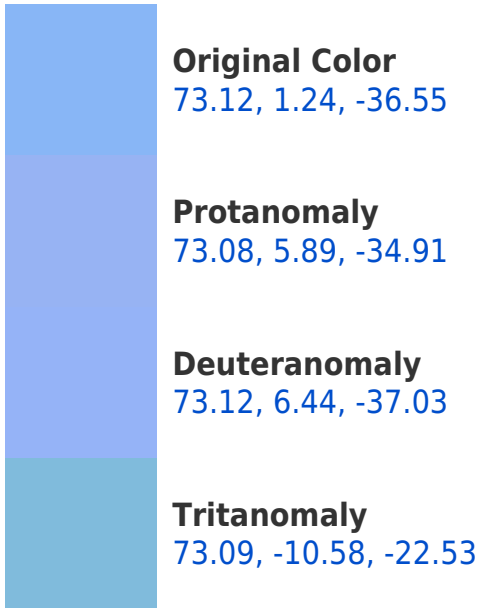 Original Color
73.12, 1.24, -36.55
Protanomaly
73.08, 5.89, -34.91
Deuteranomaly
73.12, 6.44, -37.03
Tritanomaly
73.09, -10.58, -22.53